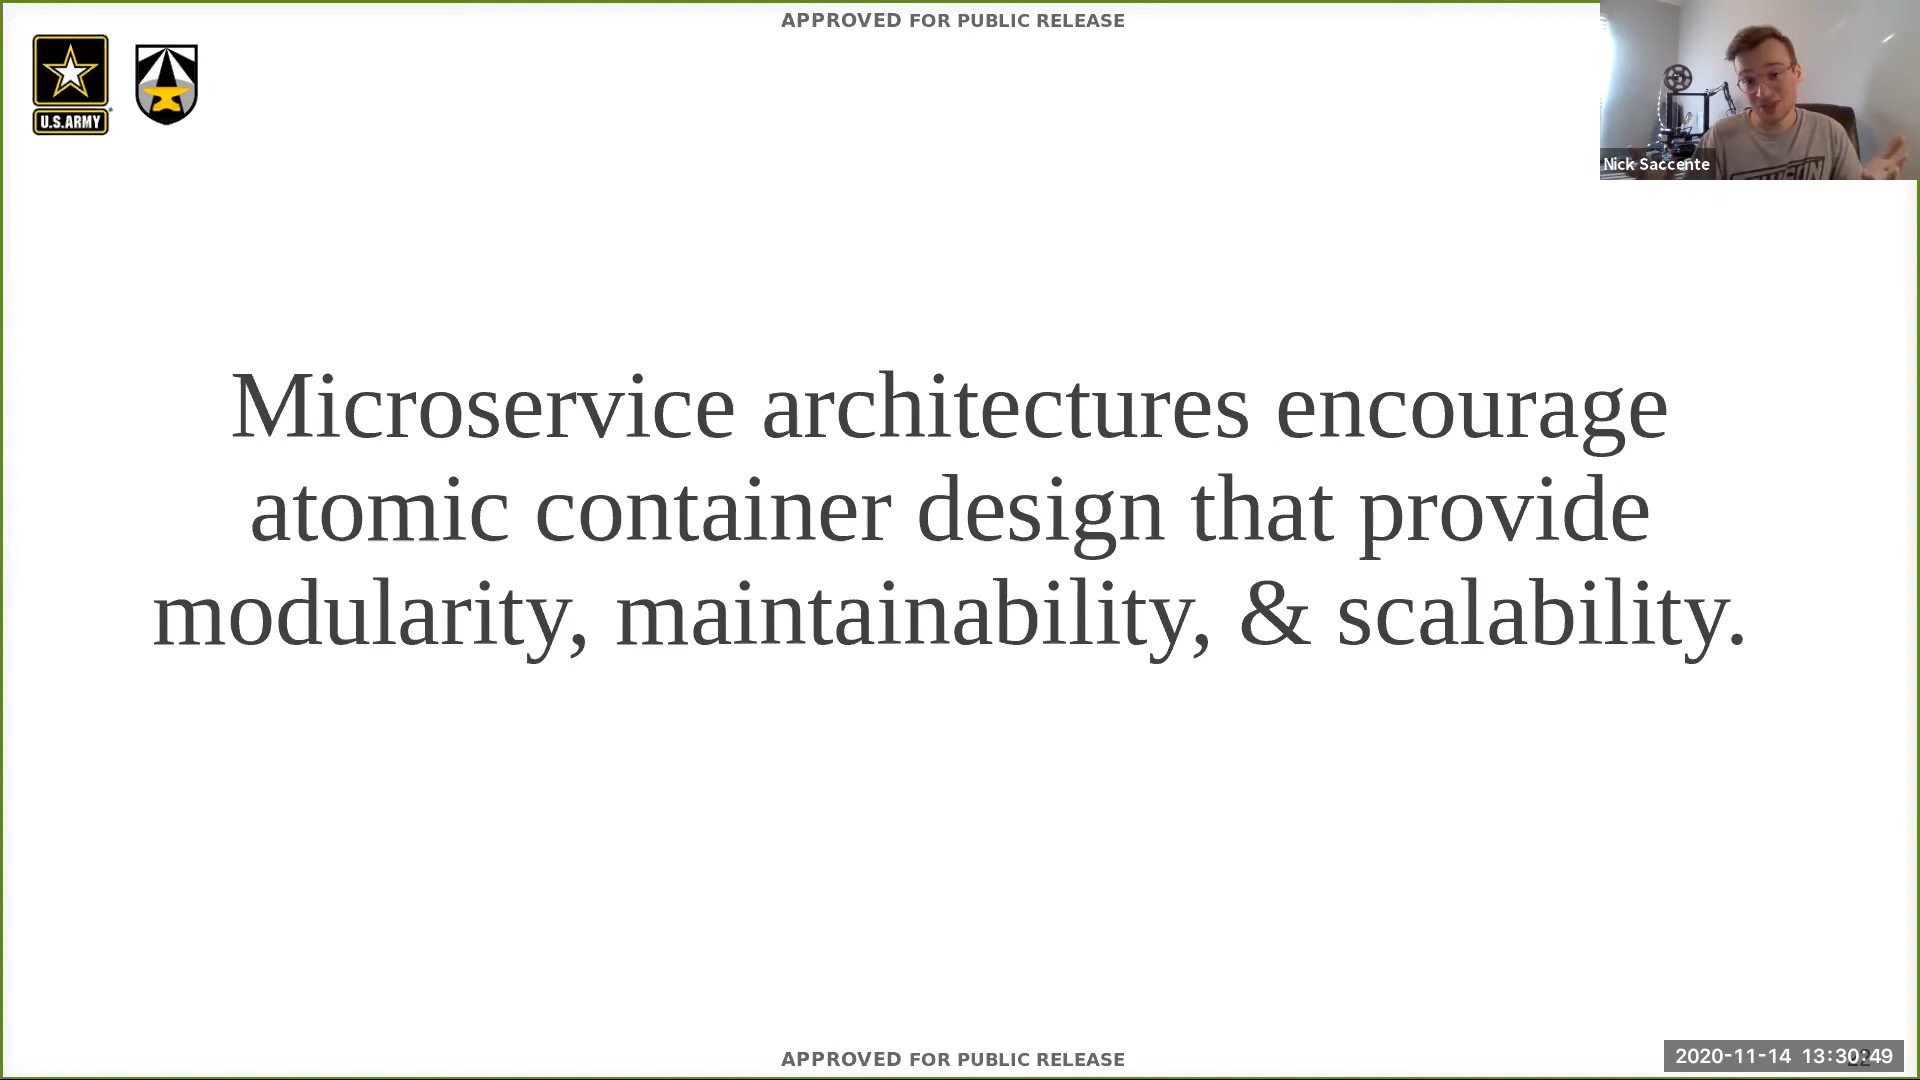 APPROVED FOR PUBLIC RELEASE
U.S.ARMY
Nick Saccente
Microservice architectures encourage
atomic container design that provide
modularity, maintainability, & scalability.
APPROVED FOR PUBLIC RELEASE
2020-11-14 13:30:49